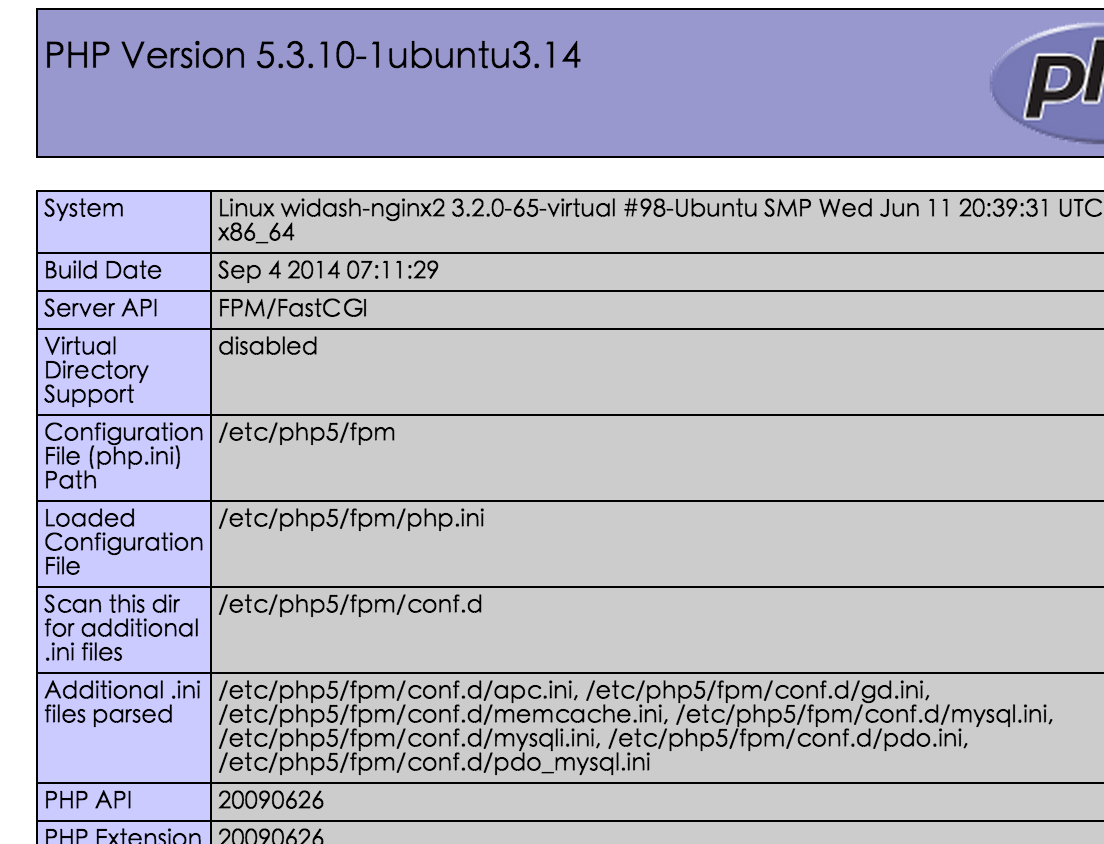 PHP Version 5.3.10-1ubuntu3.14
System
Linux widash-nginx2 3.2.0-65-virtual #98-Ubuntu SMP Wed Jun 11 20:39:31 UTC
x86_64
Build Date
Sep 4 2014 07:11:29
Server API
FPM/FastCGI
Virtual
Directory
Support
disabled
Configuration
File (php.ini)
Path
/etc/php5/fpm
Loaded
Configuration
File
/etc/php5/fpm/php.ini
Scan this dir
for additional
.ini files
/etc/php5/fpm/conf.d
Additional .ini
files parsed
/etc/php5/fpm/conf.d/apc.ini, /etc/php5/fpm/conf.d/gd.ini,
/etc/php5/fpm/conf.d/memcache.ini, /etc/php5/fpm/conf.d/mysql.ini,
/etc/php5/fpm/conf.d/mysqli.ini, /etc/php5/fpm/conf.d/pdo.ini,
/etc/php5/fpm/conf.d/pdo_mysql.ini
PHP API
20090626
PHP Extension
20090626